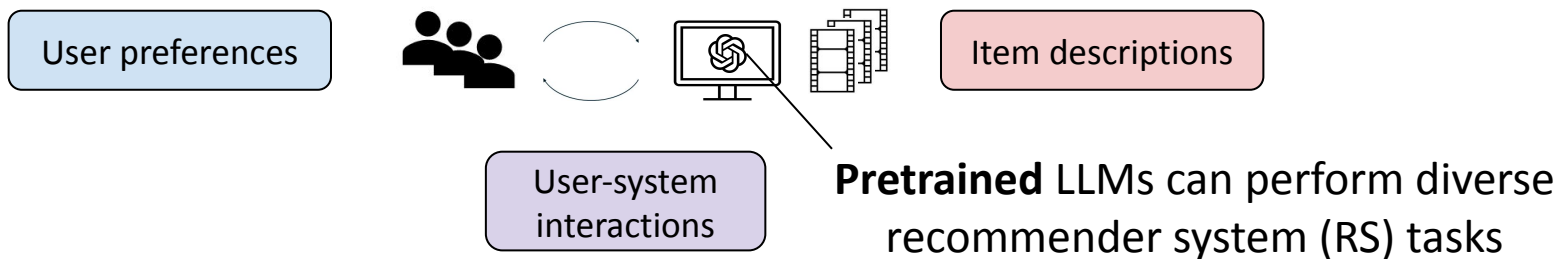 User preferences
Item descriptions
User-system
interactions
Pretrained LLMs can perform diverse
recommender system (RS) tasks